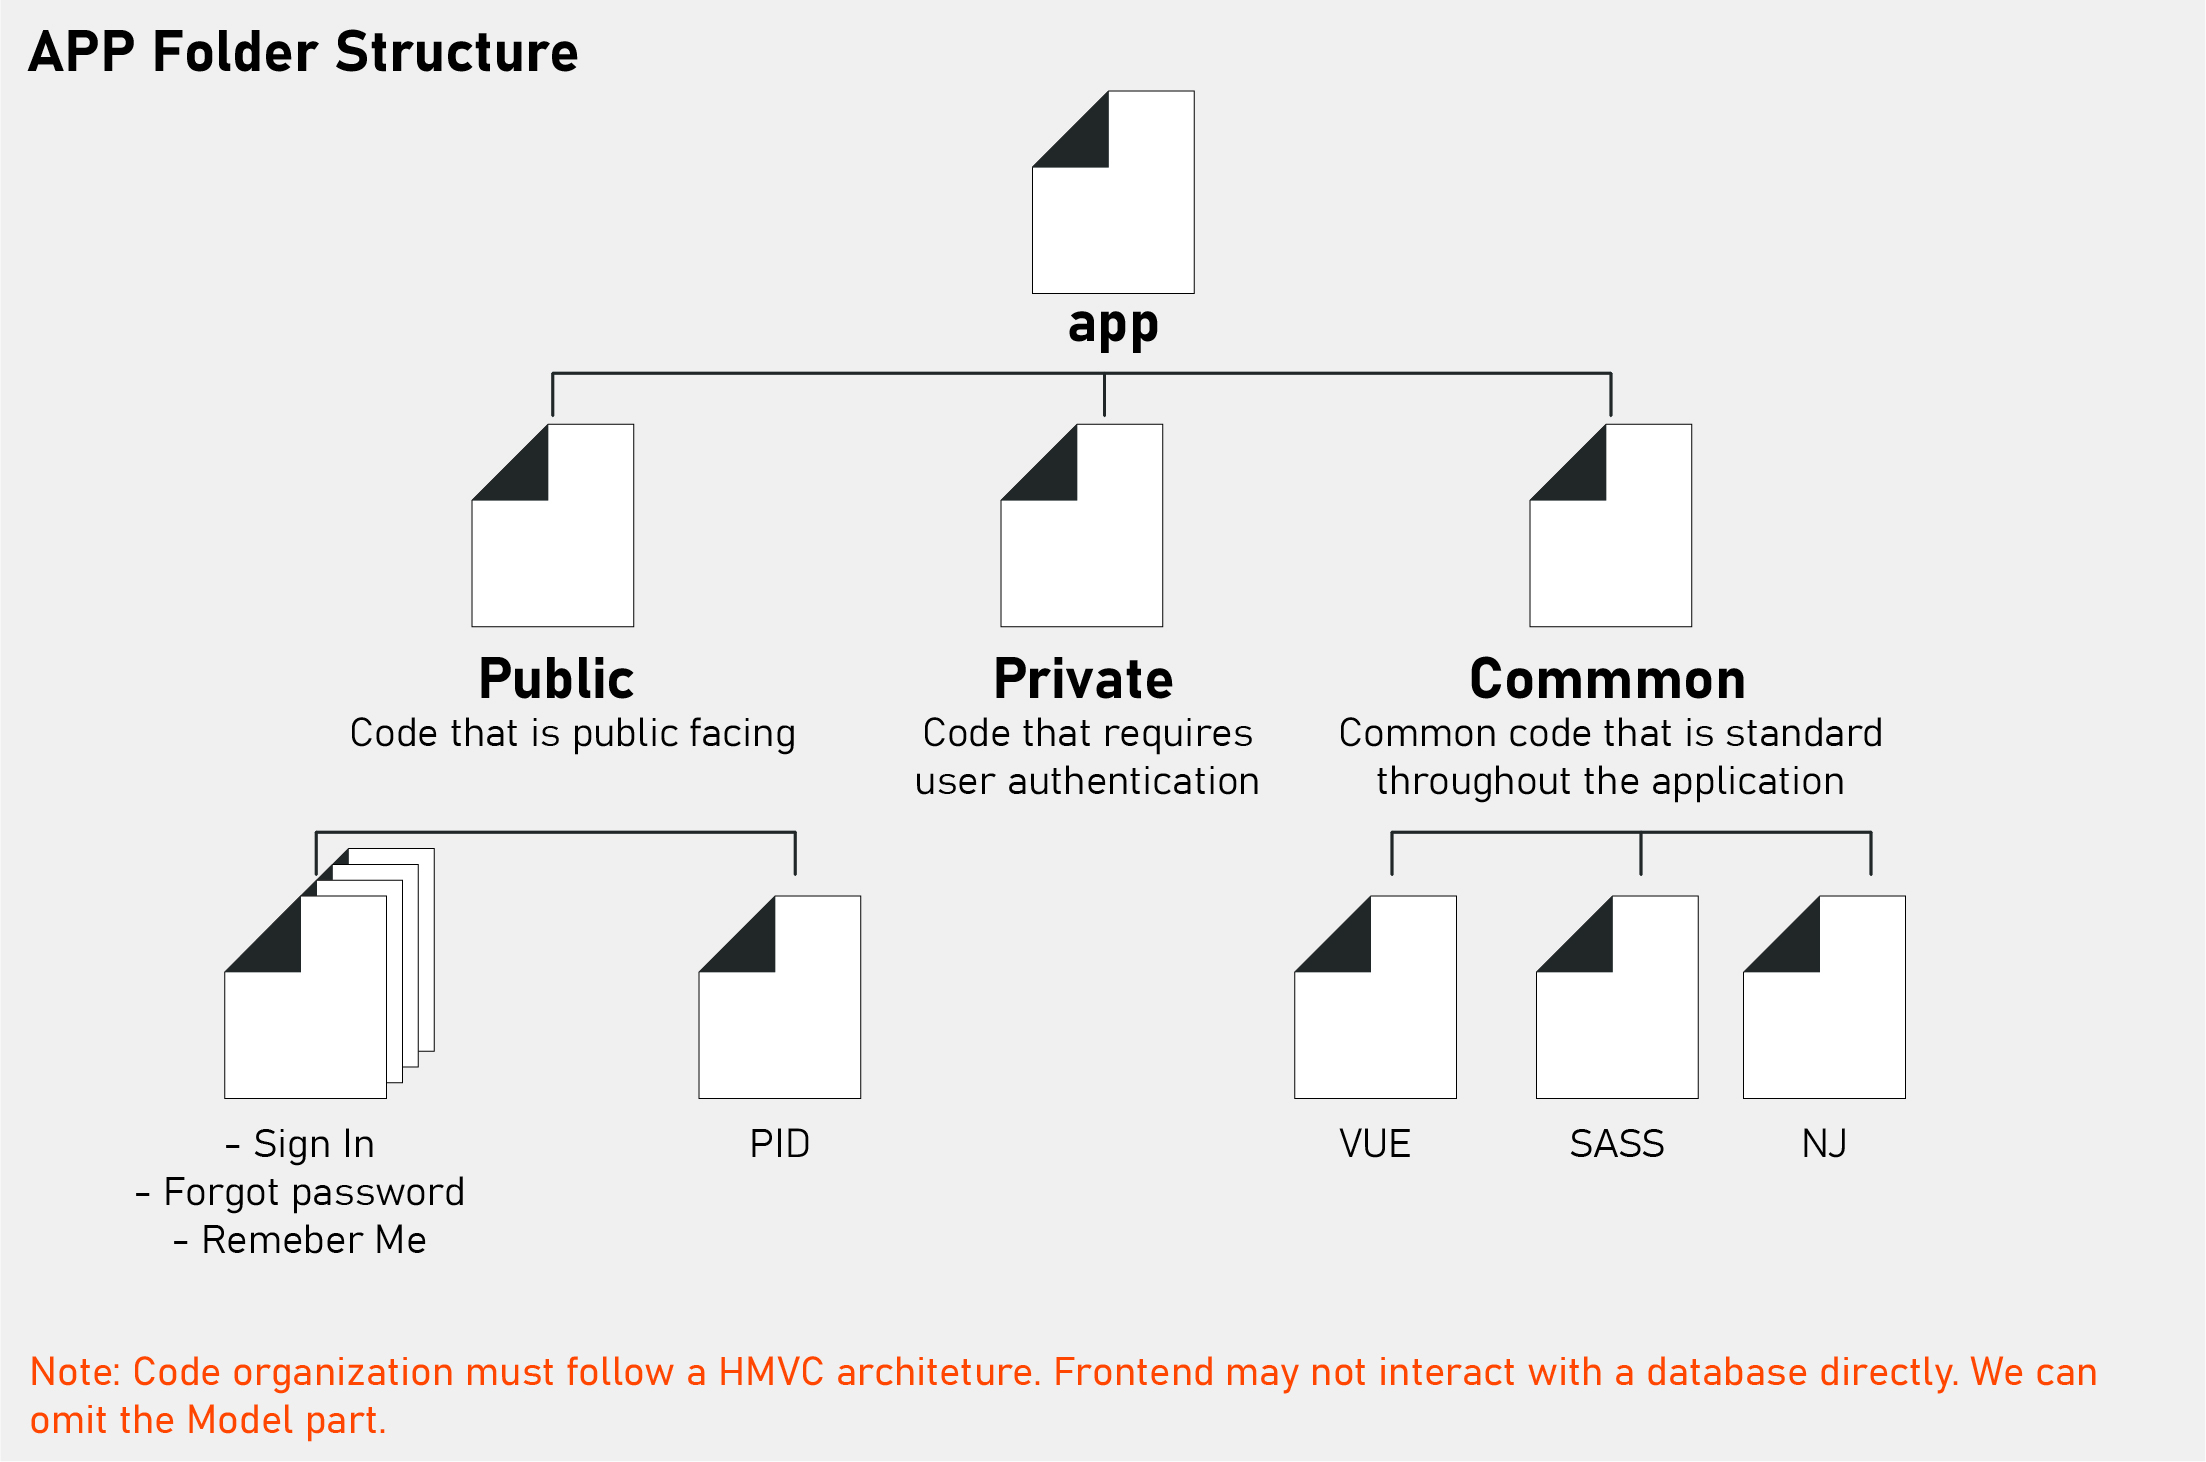 APP Folder Structure
app
Public
Code that is public facing
Private
Code that requires
user authentication
Commmon
Common code that is standard
throughout the application
- Sign In
- Forgot password
- Remeber Me
PID
VUE
SASS
NJ
Note: Code organization must follow a HMVC architeture. Frontend may not interact with a database directly. We can
omit the Model part.